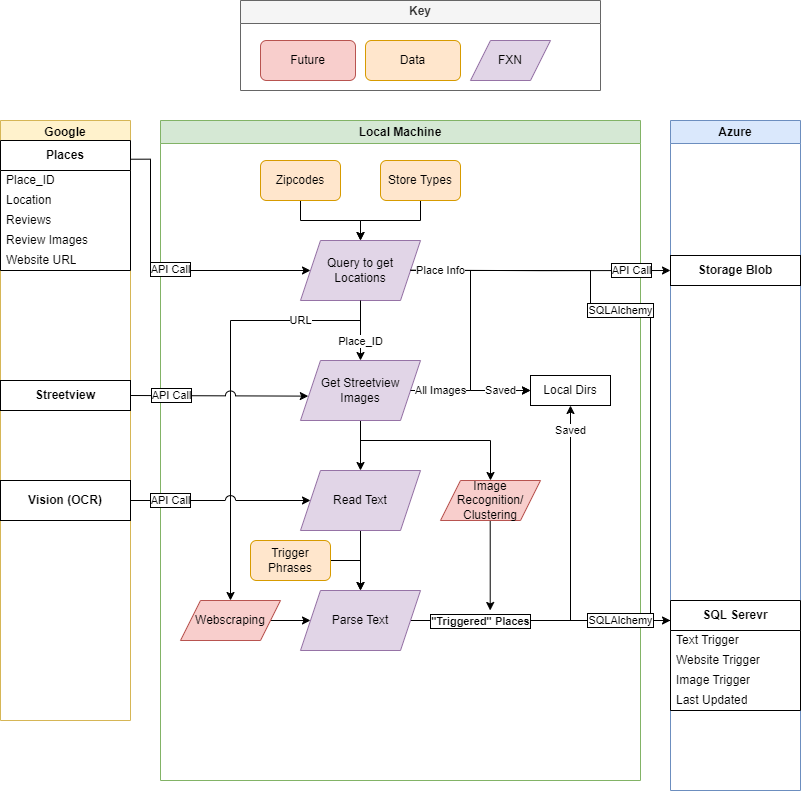 Key
Future
Data
FXN
Google
Local Machine
Azure
Places
Place_ID
Location
Reviews
Review Images
Website URL
Zipcodes
Store Types
API Call
Query to get
Locations
Place Info
API Call
Storage Blob
SQLAlchemy
URL
Place_ID
Streetview
API Call
Get Streetview
Images
All Images
Saved
Local Dirs
Saved
Vision (OCR)
API Call
Read Text
Image
Recognition/
Clustering
Trigger
Phrases
Webscraping
Parse Text
"Triggered" Places
SQLAlchemy
SQL Serevr
Text Trigger
Website Trigger
Image Trigger
Last Updated